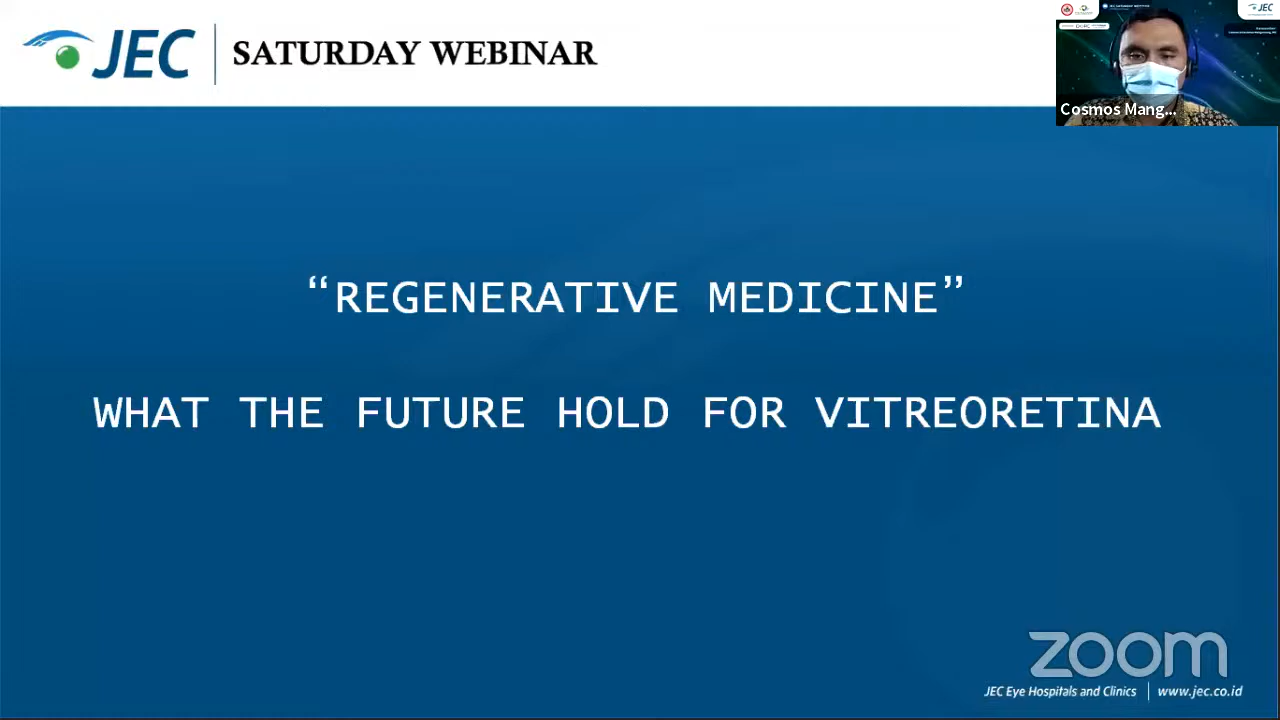 JEC
SATURDAY WEBINAR
JEC
Cosmos Mang...
“REGENERATIVE MEDICINE”
WHAT THE FUTURE HOLD FOR VITREORETINA
zoom
JEC Eye Hospitals and Clinics
www.jec.co.id